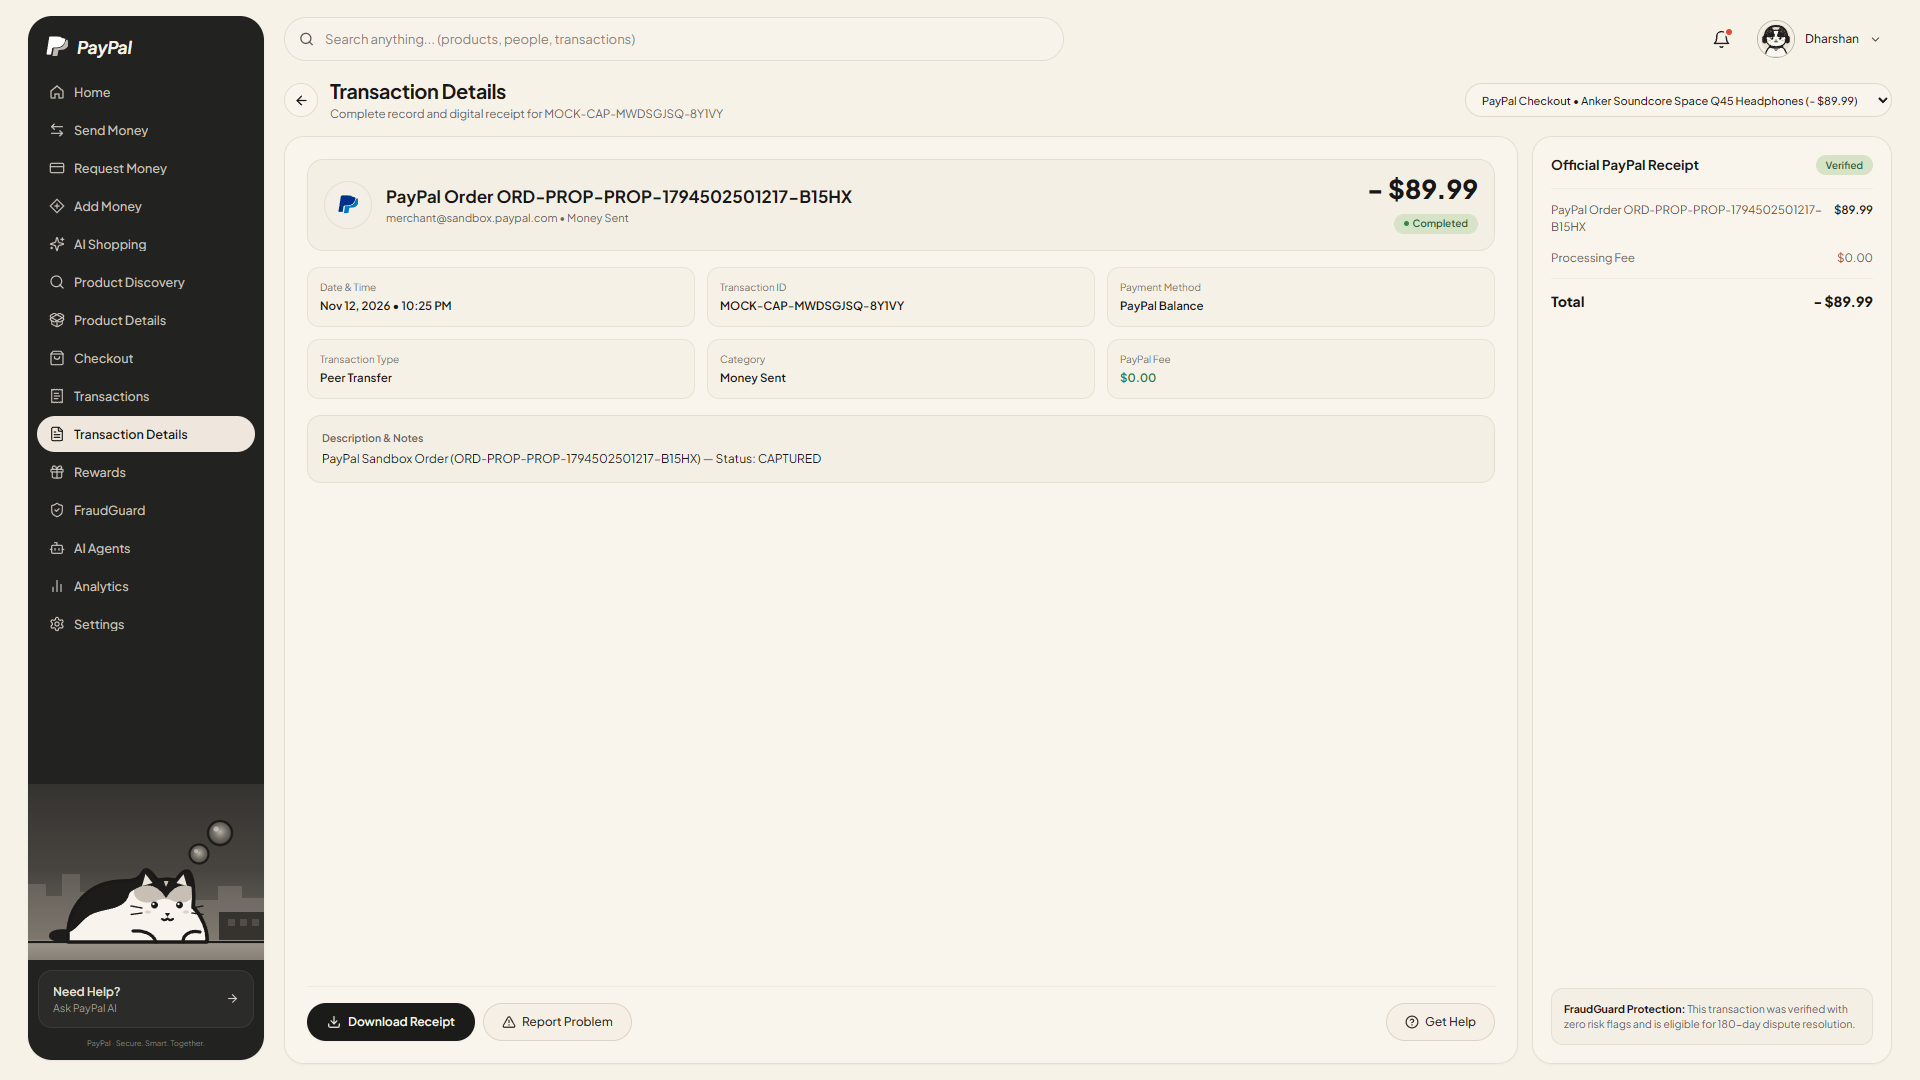 PayPal
Home
Send Money
Request Money
Add Money
AI Shopping
Product Discovery
Product Details
Checkout
Transactions
Transaction Details
Rewards
FraudGuard
AI Agents
Analytics
Settings
Need Help?
Ask PayPal AI
PayPal · Secure. Smart. Together.
Search anything... (products, people, transactions)
Dharshan
Transaction Details
Complete record and digital receipt for MOCK-CAP-MWDSGJSQ-8Y1VY
PayPal Checkout • Anker Soundcore Space Q45 Headphones (- $89.99)
PayPal Order ORD-PROP-PROP-1794502501217-B15HX
merchant@sandbox.paypal.com • Money Sent
- $89.99
Completed
Date & Time
Nov 12, 2026 • 10:25 PM
Transaction ID
MOCK-CAP-MWDSGJSQ-8Y1VY
Payment Method
PayPal Balance
Transaction Type
Peer Transfer
Category
Money Sent
PayPal Fee
$0.00
Description & Notes
PayPal Sandbox Order (ORD-PROP-PROP-1794502501217-B15HX) — Status: CAPTURED
Download Receipt
Report Problem
Get Help
Official PayPal Receipt
Verified
PayPal Order ORD-PROP-PROP-1794502501217- $89.99
B15HX
Processing Fee $0.00
Total - $89.99
FraudGuard Protection: This transaction was verified with
zero risk flags and is eligible for 180-day dispute resolution.